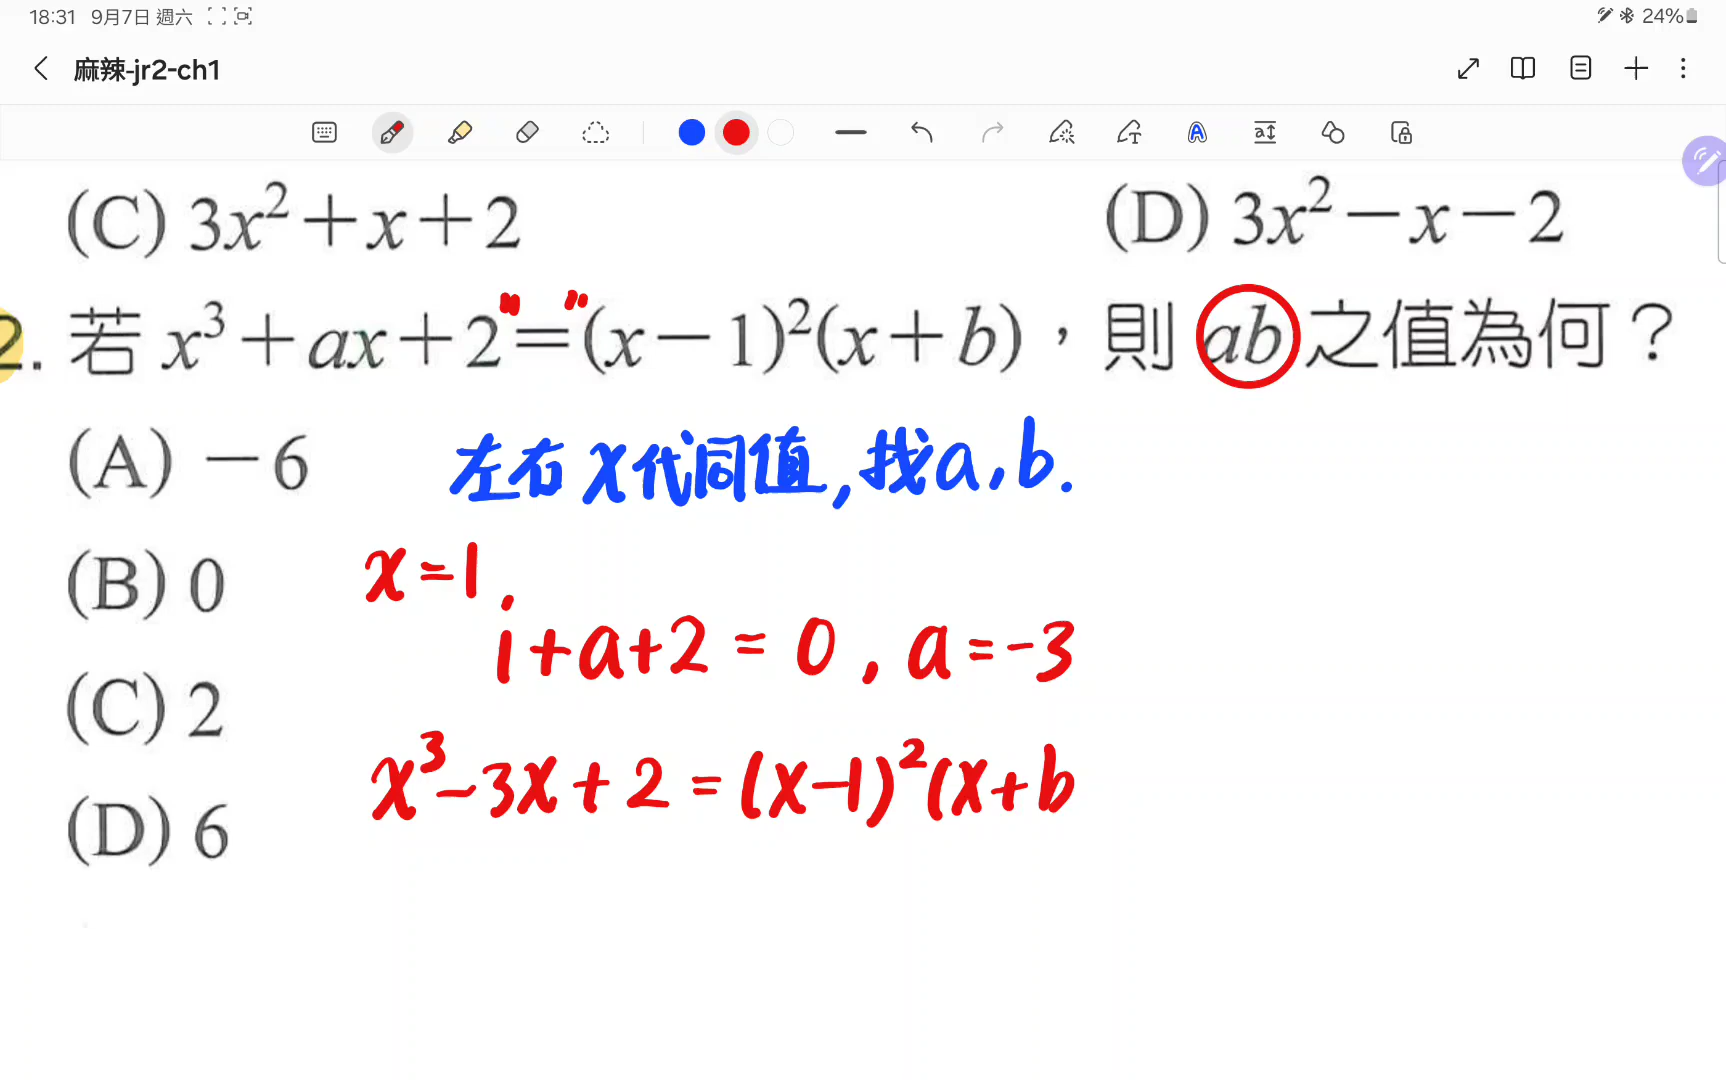 18:31 9月7日 週六 24%
麻辣-jr2-ch1
(C) 3x²+x+2 (D) 3x²−x−2
2. 若 x³+ax+2"="(x−1)²(x+b)，則 ab 之值為何？
(A) −6
左右 x 代同值, 找a, b.
(B) 0
x=1,
1+a+2=0, a=-3
(C) 2
x³-3x+2=(x-1)²(x+b
(D) 6